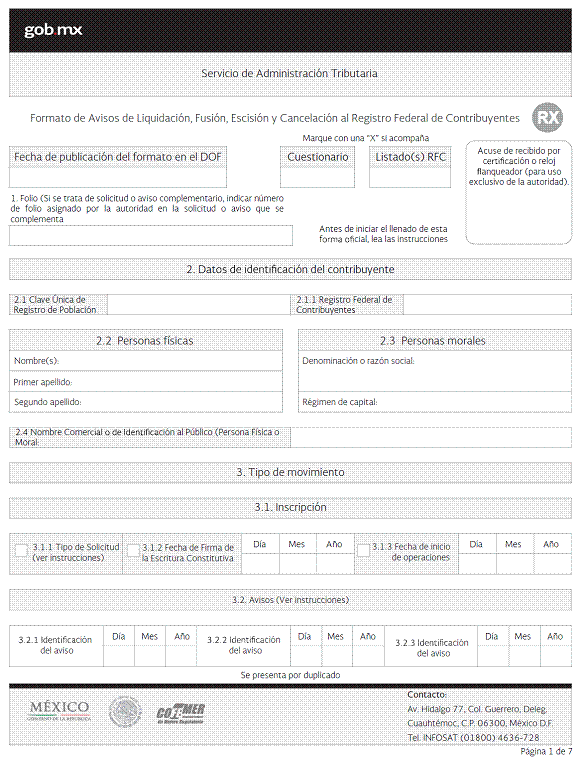 gob mx
Servicio de Administración Tributaria
Formato de Avisos de Liquidación, Fusión, Escisión y Cancelación al Registro Federal de Contribuyentes
RX
Marque con una "X" si acompaña
Fecha de publicación del formato en el DOF
Cuestionario
Listado(s) RFC
Acuse de recibido por
certificación o reloj
flanqueador (para uso
exclusivo de la autoridad).
1. Folio (Si se trata de solicitud o aviso complementario, indicar número
de folio asignado por la autoridad en la solicitud o aviso que se
complementa
Antes de iniciar el llenado de esta
forma oficial, lea las instrucciones
2. Datos de identificación del contribuyente
2.1 Clave Única de
Registro de Población
2.1.1 Registro Federal de
Contribuyentes
2.2 Personas físicas
2.3 Personas morales
Nombre(s):
Denominación o razón social:
Primer apellido:
Segundo apellido:
Régimen de capital:
2.4 Nombre Comercial o de Identificación al Público (Persona Física o
Moral:
3. Tipo de movimiento
3.1. Inscripción
3.1.1 Tipo de Solicitud
(ver instrucciones)
3.1.2 Fecha de Firma de
la Escritura Constitutiva
Día Mes Año
3.1.3 Fecha de inicio
de operaciones
Día Mes Año
3.2. Avisos (Ver instrucciones)
3.2.1 Identificación
del aviso
Día Mes Año
3.2.2 Identificación
del aviso
Día Mes Año
3.2.3 Identificación
del aviso
Día Mes Año
Se presenta por duplicado
MÉXICO
GOBIERNO DE LA REPÚBLICA
COFEMER
de Mejora Regulatoria
Contacto:
Av. Hidalgo 77, Col. Guerrero, Deleg.
Cuauhtémoc, C.P. 06300, México D.F.
Tel. INFOSAT (01800) 4636-728
Página 1 de 7